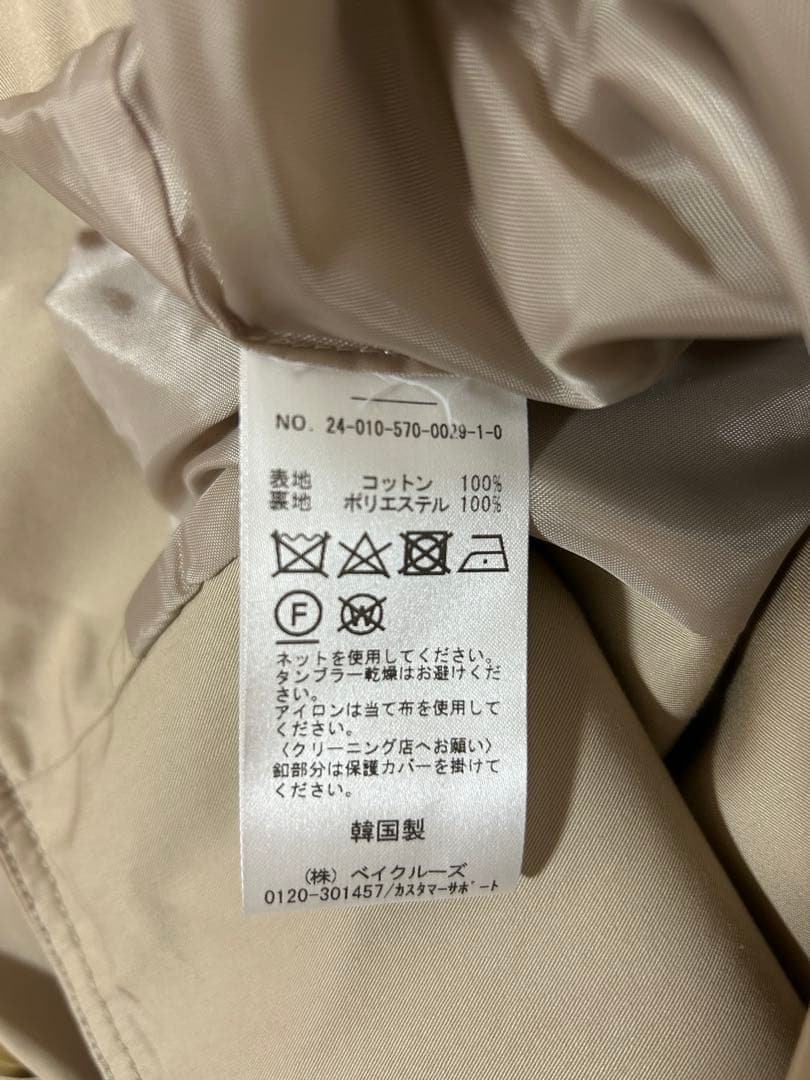 NO. 24-010-570-0029-1-0
表地 コットン 100%
裏地 ポリエステル 100%
F W
ネットを使用してください。
タンブラー乾燥はお避けくだ
さい。
アイロンは当て布を使用して
ください。
〈クリーニング店へお願い〉
釦部分は保護カバーを掛けて
ください。
韓国製
(株) ベイクルーズ
0120-301457/ｶｽﾀﾏｰｻﾎﾟｰﾄ